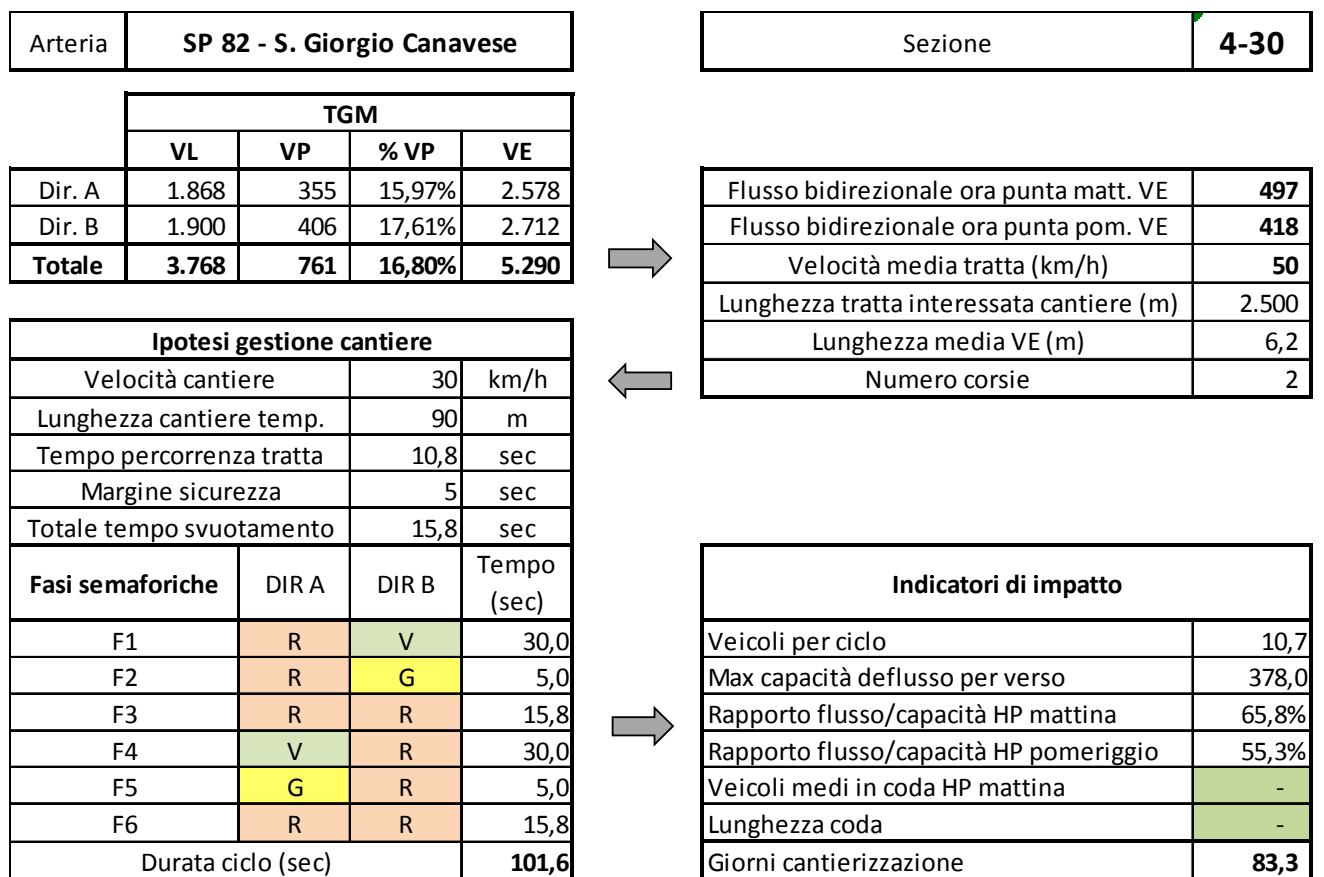 Arteria SP 82 - S. Giorgio Canavese Sezione 4-30
TGM
VL VP % VP VE
Dir. A 1.868 355 15,97% 2.578
Dir. B 1.900 406 17,61% 2.712
Totale 3.768 761 16,80% 5.290
Flusso bidirezionale ora punta matt. VE 497
Flusso bidirezionale ora punta pom. VE 418
Velocità media tratta (km/h) 50
Lunghezza tratta interessata cantiere (m) 2.500
Lunghezza media VE (m) 6,2
Numero corsie 2
Ipotesi gestione cantiere
Velocità cantiere 30 km/h
Lunghezza cantiere temp. 90 m
Tempo percorrenza tratta 10,8 sec
Margine sicurezza 5 sec
Totale tempo svuotamento 15,8 sec
Fasi semaforiche DIR A DIR B Tempo
(sec)
F1 R V 30,0
F2 R G 5,0
F3 R R 15,8
F4 V R 30,0
F5 G R 5,0
F6 R R 15,8
Durata ciclo (sec) 101,6
Indicatori di impatto
Veicoli per ciclo 10,7
Max capacità deflusso per verso 378,0
Rapporto flusso/capacità HP mattina 65,8%
Rapporto flusso/capacità HP pomeriggio 55,3%
Veicoli medi in coda HP mattina -
Lunghezza coda -
Giorni cantierizzazione 83,3